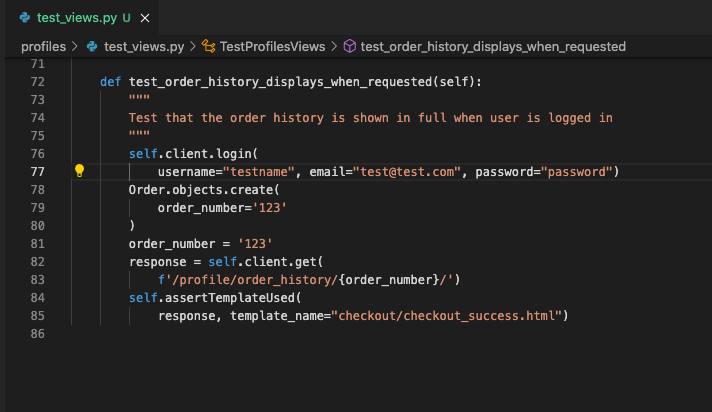 test_views.py U ×
profiles > test_views.py > TestProfilesViews > test_order_history_displays_when_requested
71
72 def test_order_history_displays_when_requested(self):
73 """
74 Test that the order history is shown in full when user is logged in
75 """
76 self.client.login(
77 username="testname", email="test@test.com", password="password")
78 Order.objects.create(
79 order_number='123'
80 )
81 order_number = '123'
82 response = self.client.get(
83 f'/profile/order_history/{order_number}/')
84 self.assertTemplateUsed(
85 response, template_name="checkout/checkout_success.html")
86